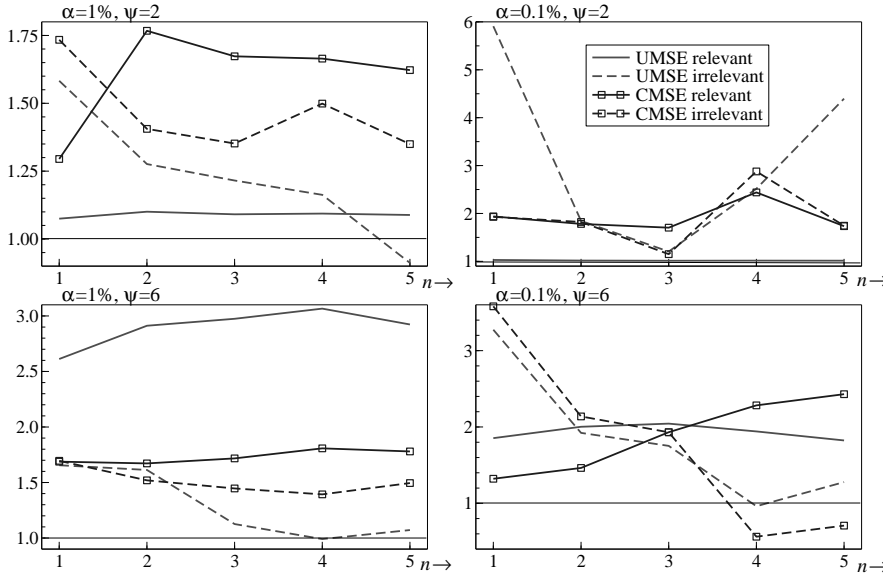 α=1%, ψ=2
1.75
1.50
1.25
1.00
1 2 3 4 5 n→
α=0.1%, ψ=2
6
5
4
3
2
1
UMSE relevant
UMSE irrelevant
CMSE relevant
CMSE irrelevant
1 2 3 4 5 n→
α=1%, ψ=6
3.0
2.5
2.0
1.5
1.0
1 2 3 4 5 n→
α=0.1%, ψ=6
3
2
1
1 2 3 4 5 n→